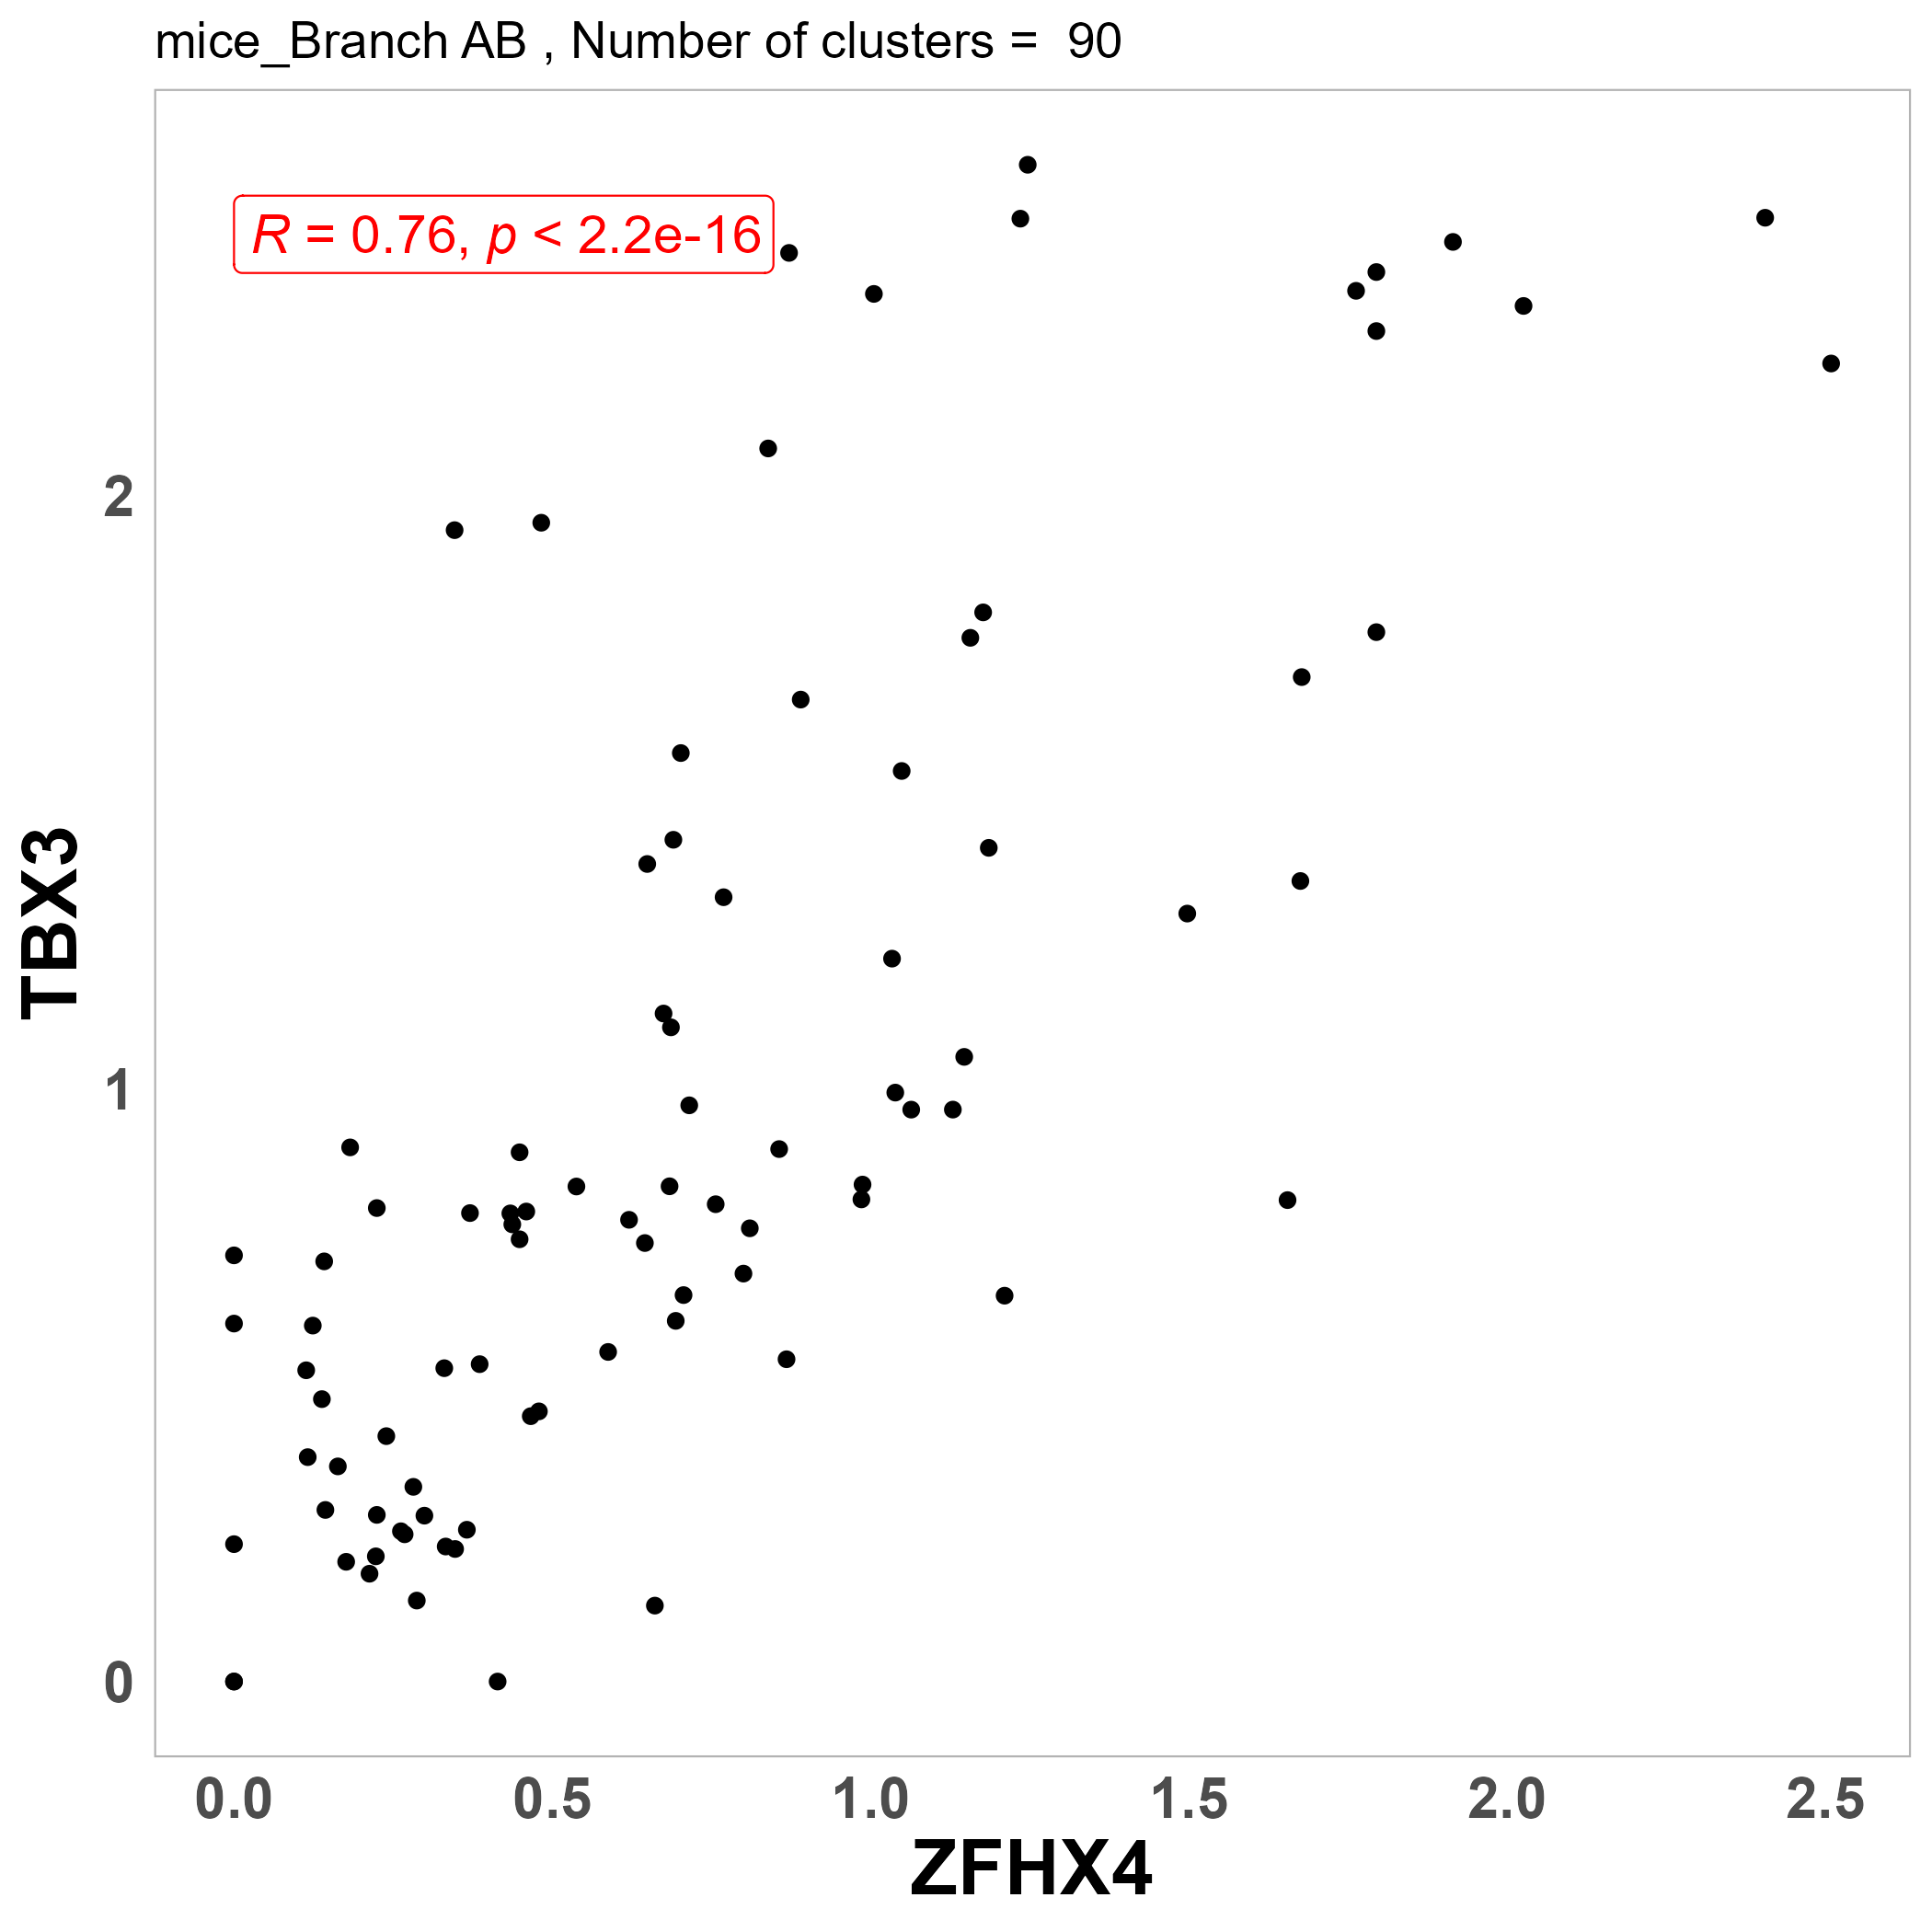 mice_Branch AB , Number of clusters =  90
R = 0.76, p < 2.2e-16
TBX3
2
1
0
0.0 0.5 1.0 1.5 2.0 2.5
ZFHX4